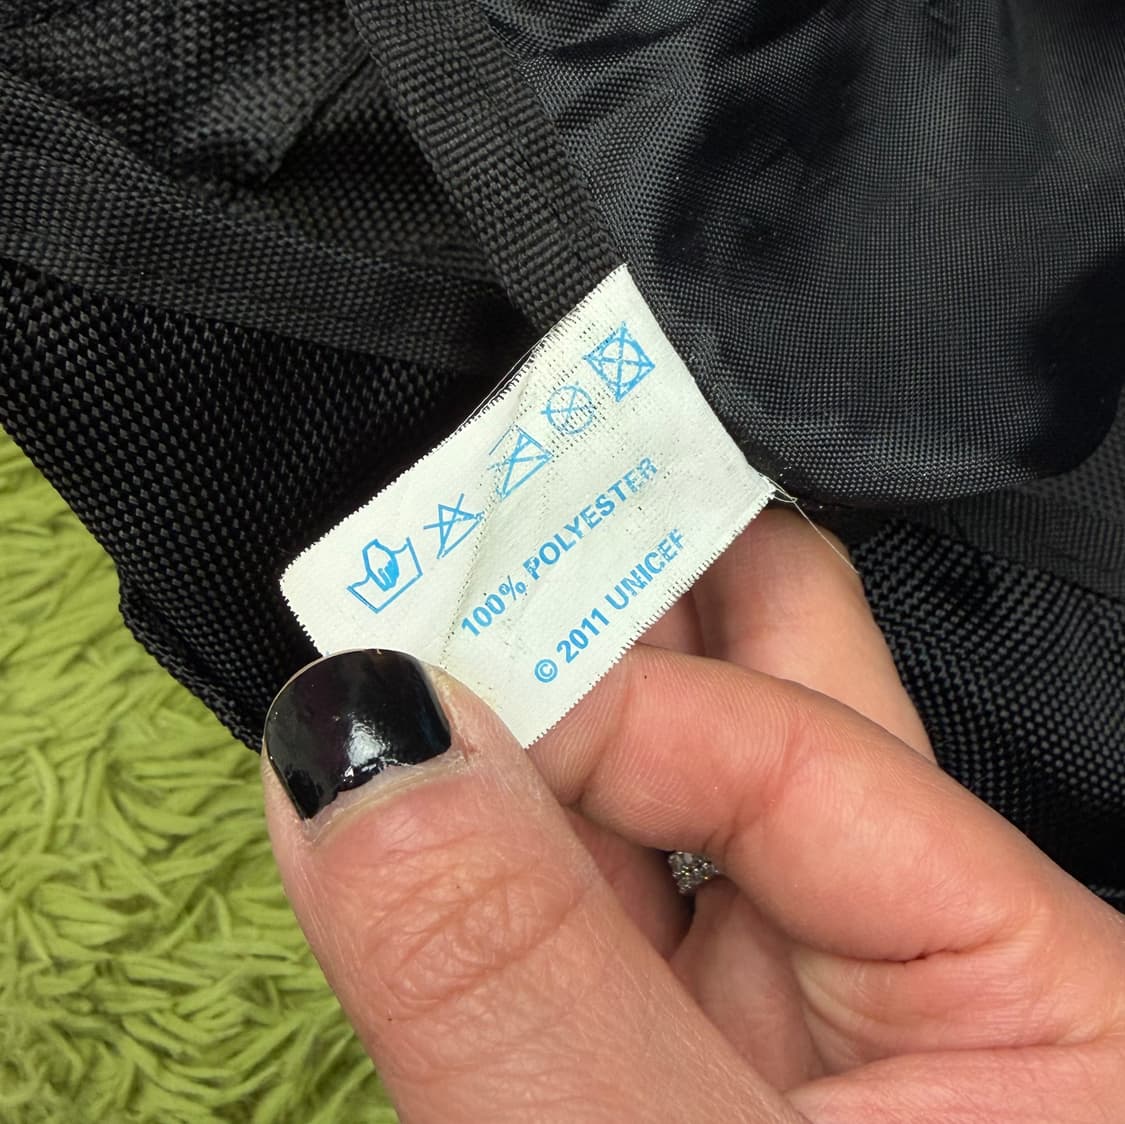 100% POLYESTER
© 2011 UNICEF